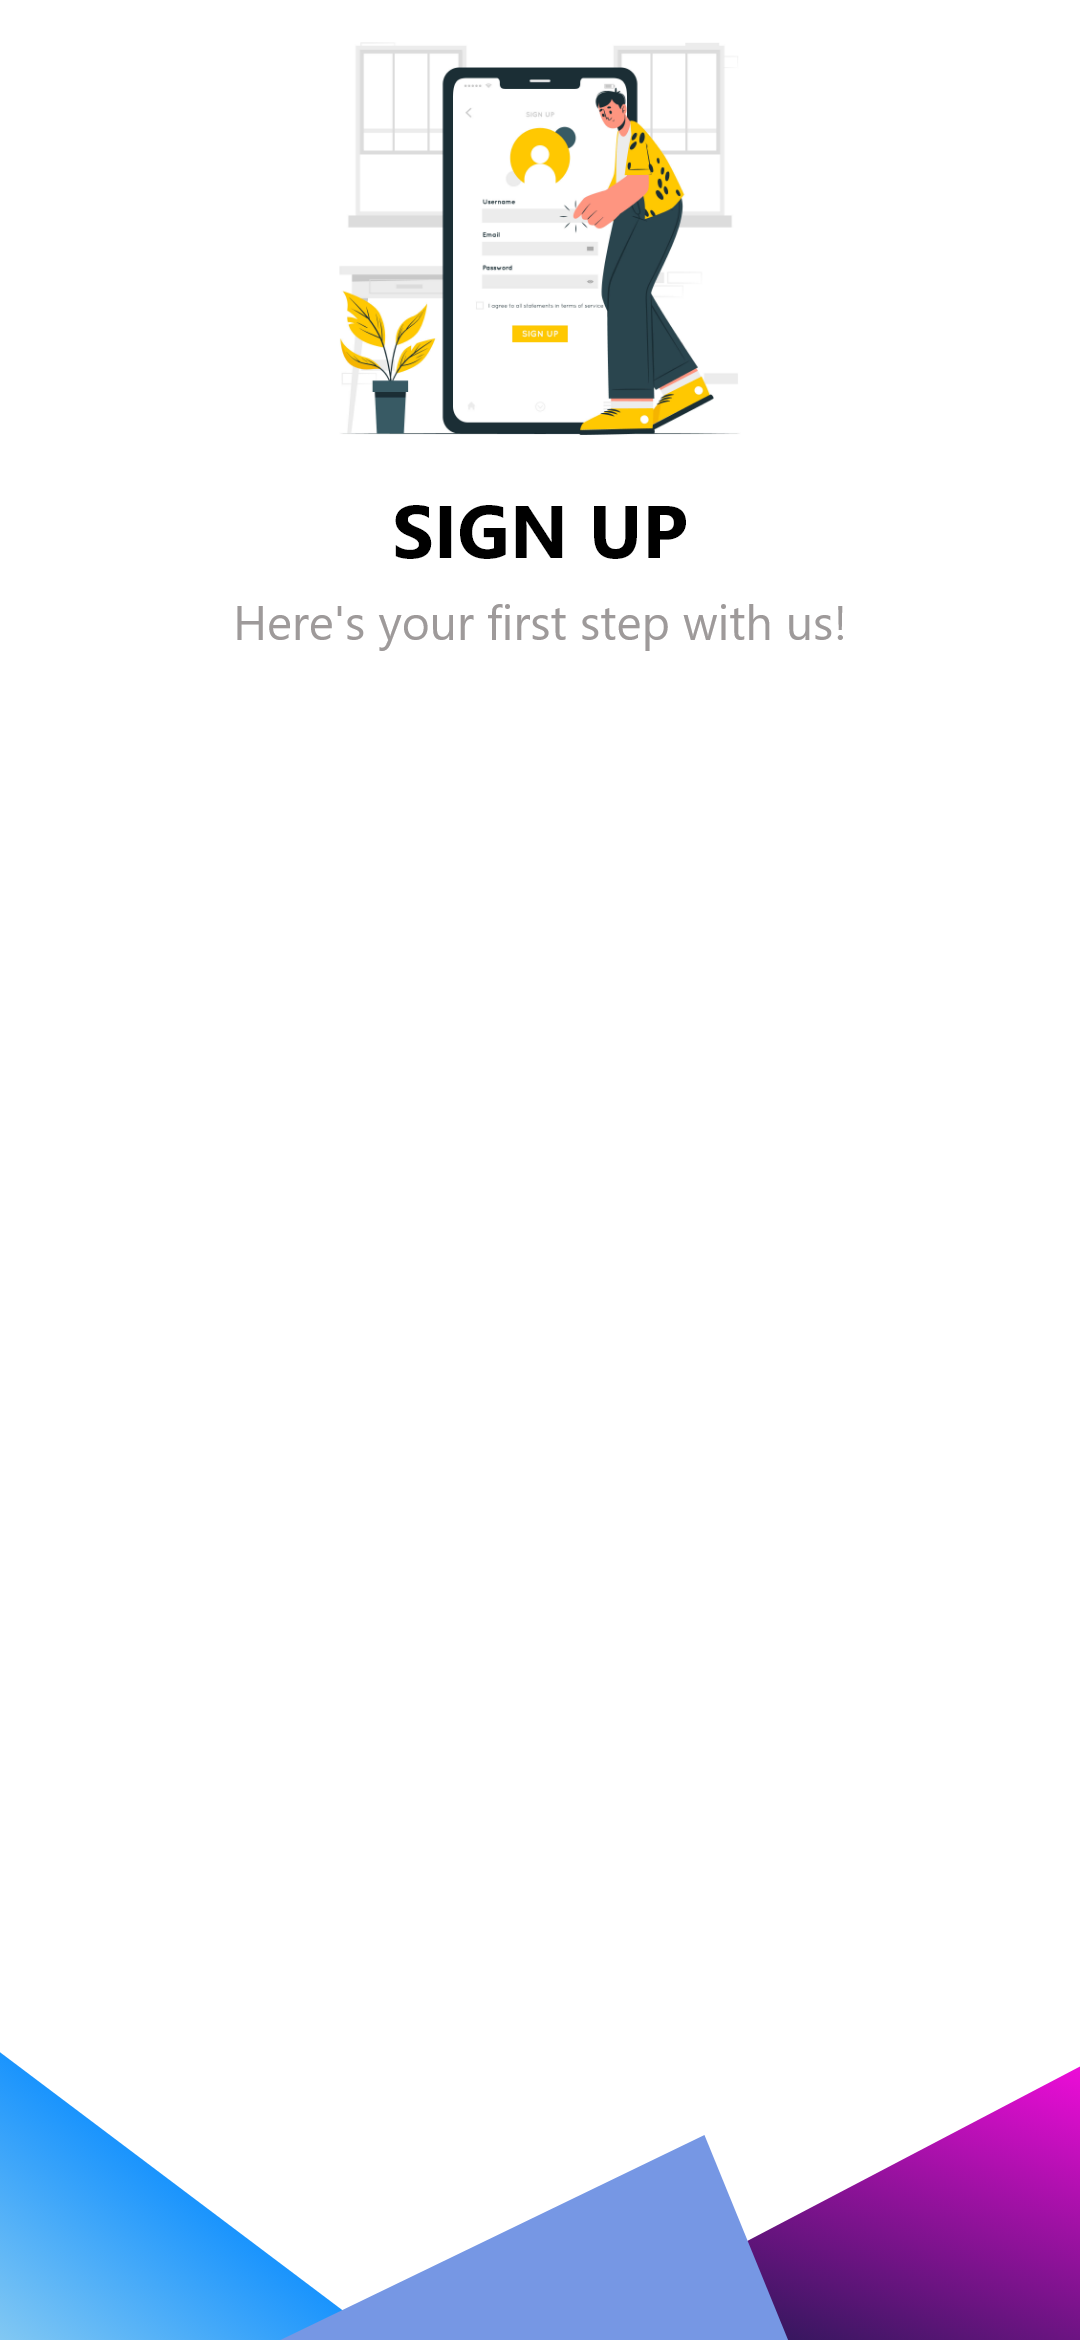 SIGN UP
Username
Email
Password
I agree to all statements in terms of service
SIGN UP
SIGN UP
Here's your first step with us!